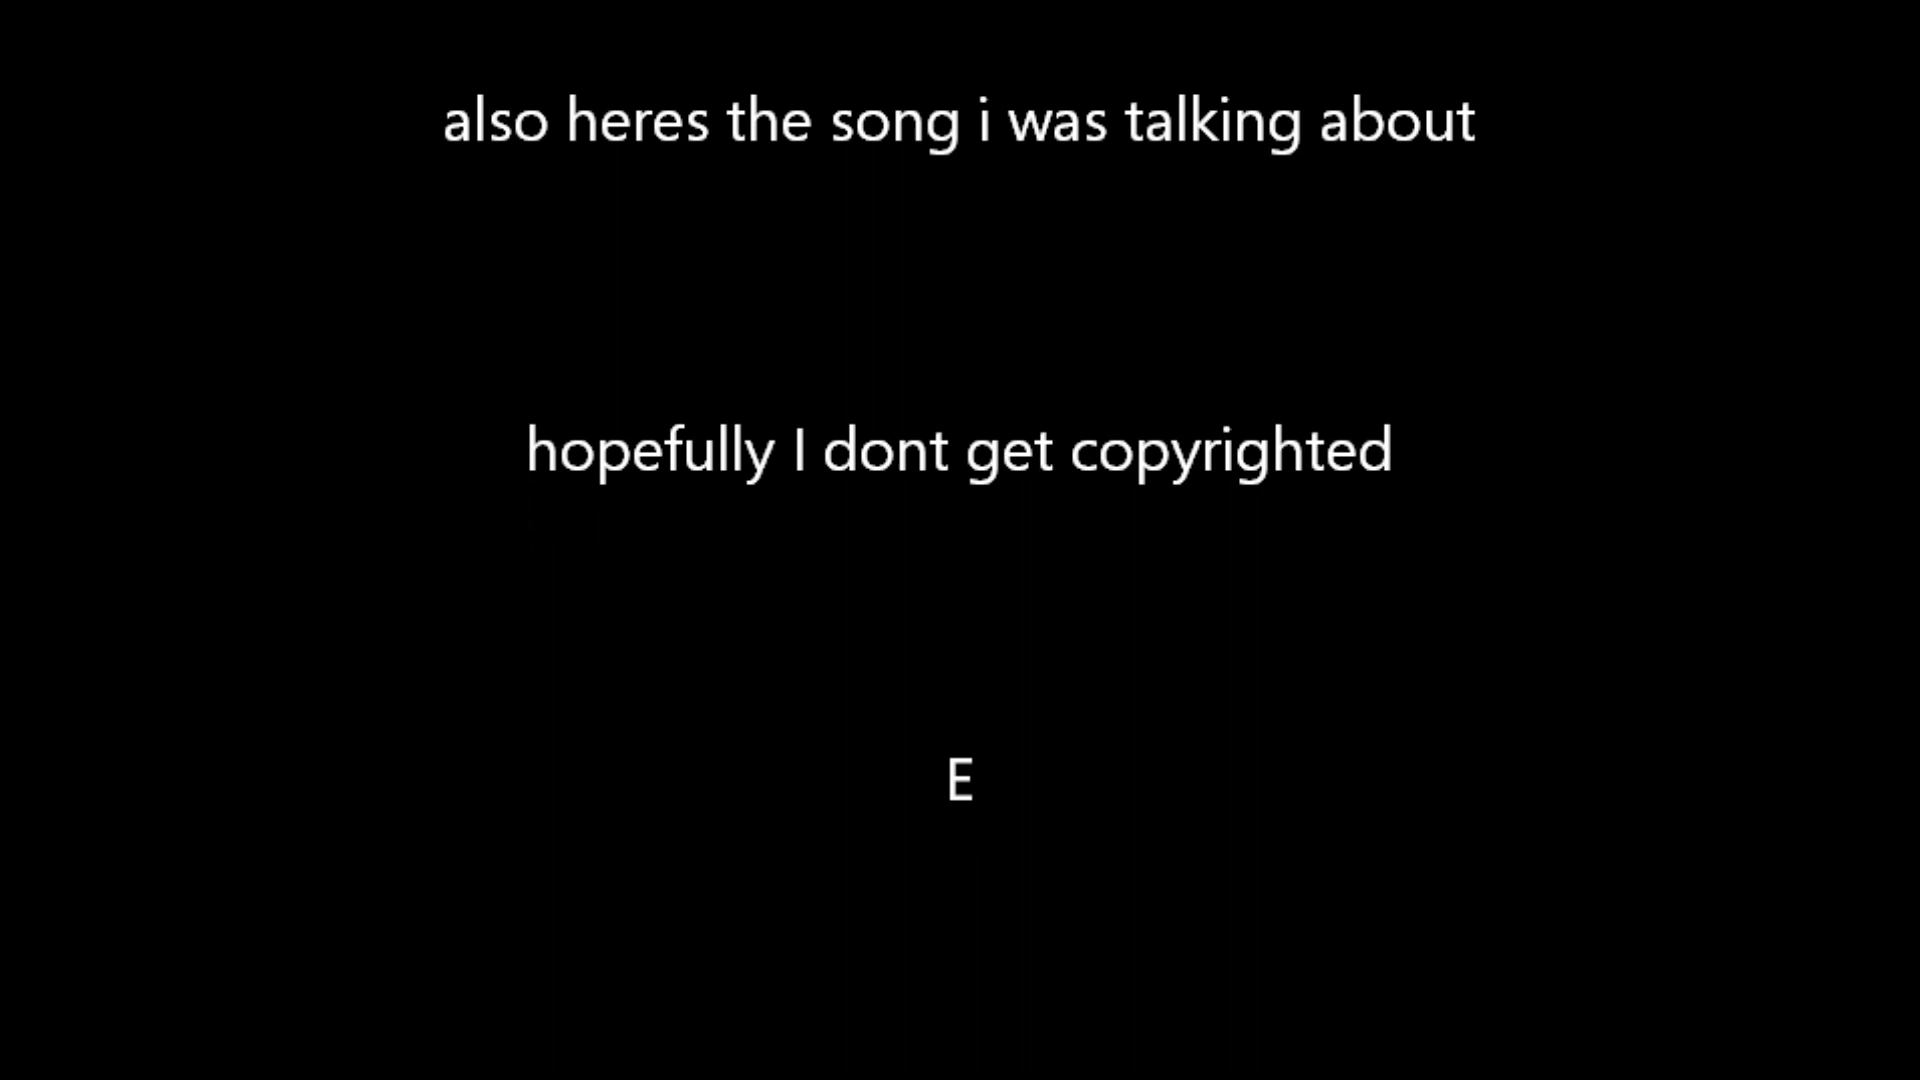 also heres the song i was talking about
hopefully I dont get copyrighted
E